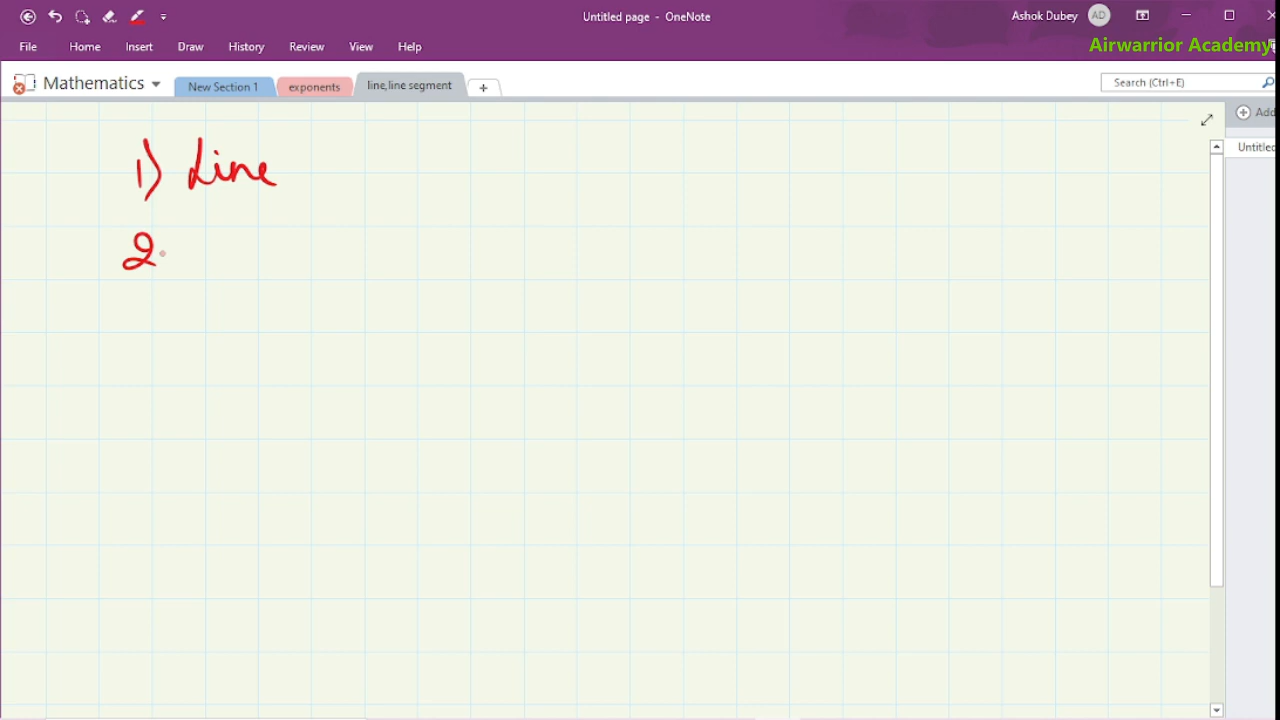 Untitled page - OneNote
Ashok Dubey AD
File Home Insert Draw History Review View Help
Airwarrior Academy
Mathematics New Section 1 exponents line,line segment +
Search (Ctrl+E)
Add
Untitled
1) Line
2